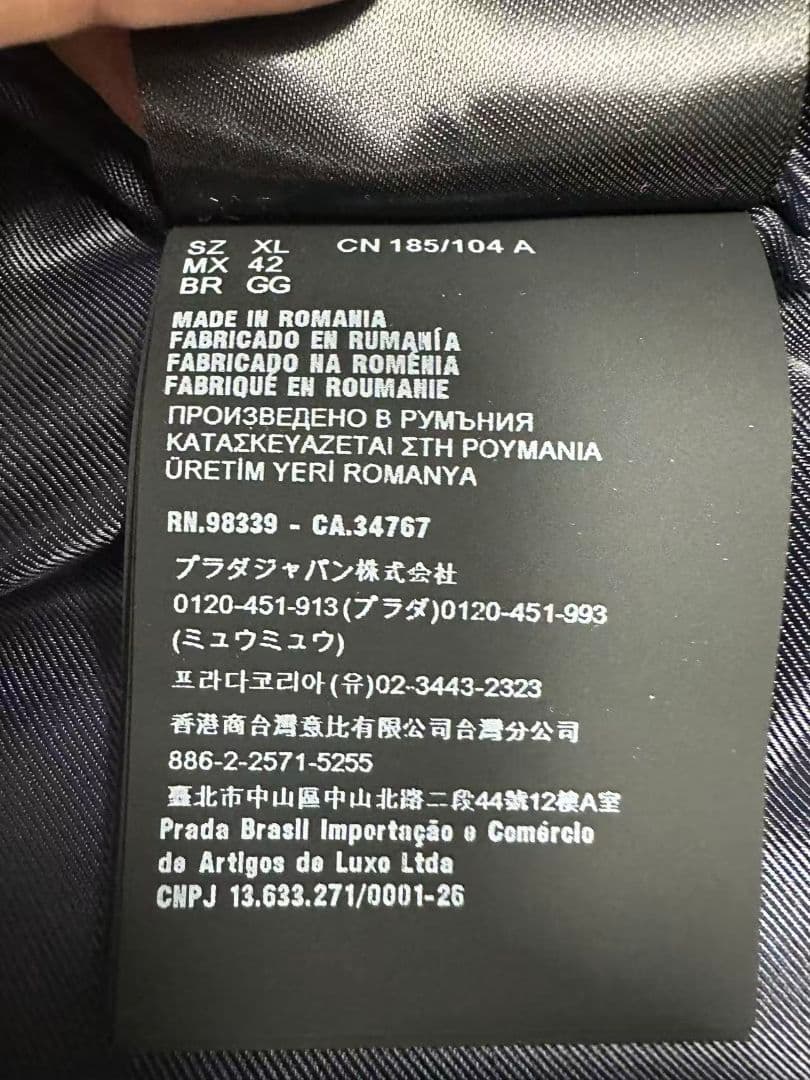 SZ XL CN 185/104 A
MX 42
BR GG
MADE IN ROMANIA
FABRICADO EN RUMANÍA
FABRICADO NA ROMÊNIA
FABRIQUÉ EN ROUMANIE
ПРОИЗВЕДЕНО В РУМЪНИЯ
ΚΑΤΑΣΚΕΥΑΖΕΤΑΙ ΣΤΗ ΡΟΥΜΑΝΙΑ
ÜRETİM YERİ ROMANYA
RN.98339 - CA.34767
プラダジャパン株式会社
0120-451-913(プラダ)0120-451-993
(ミュウミュウ)
프라다코리아(유)02-3443-2323
香港商台灣意比有限公司台灣分公司
886-2-2571-5255
臺北市中山區中山北路二段44號12樓A室
Prada Brasil Importação e Comércio
de Artigos de Luxo Ltda
CNPJ 13.633.271/0001-26